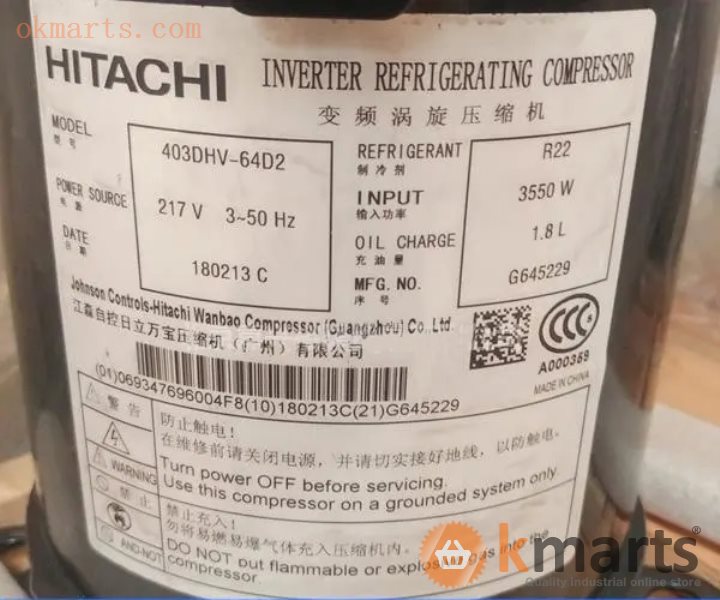 okmarts.com
HITACHI INVERTER REFRIGERATING COMPRESSOR
变频涡旋压缩机
MODEL 403DHV-64D2
型号
POWER SOURCE 217 V 3~50 Hz
电源
DATE 180213 C
日期
REFRIGERANT R22
制冷剂
INPUT 3550 W
输入功率
OIL CHARGE 1.8 L
充油量
MFG. NO. G645229
序号
Johnson Controls-Hitachi Wanbao Compressor (Guangzhou) Co. Ltd.
江森自控日立万宝压缩机（广州）有限公司
A000369
MADE IN CHINA
(01)069347696004F8(10)180213C(21)G645229
警告
防止触电!
在维修前请关闭电源，并请切实接好地线，以防触电。
WARNING
Turn power OFF before servicing.
Use this compressor on a grounded system only
禁止
禁止充入!
勿将易燃易爆气体充入压缩机内。
DO NOT put flammable or explosive gas into the
compressor.
okmarts®
Quality industrial online store